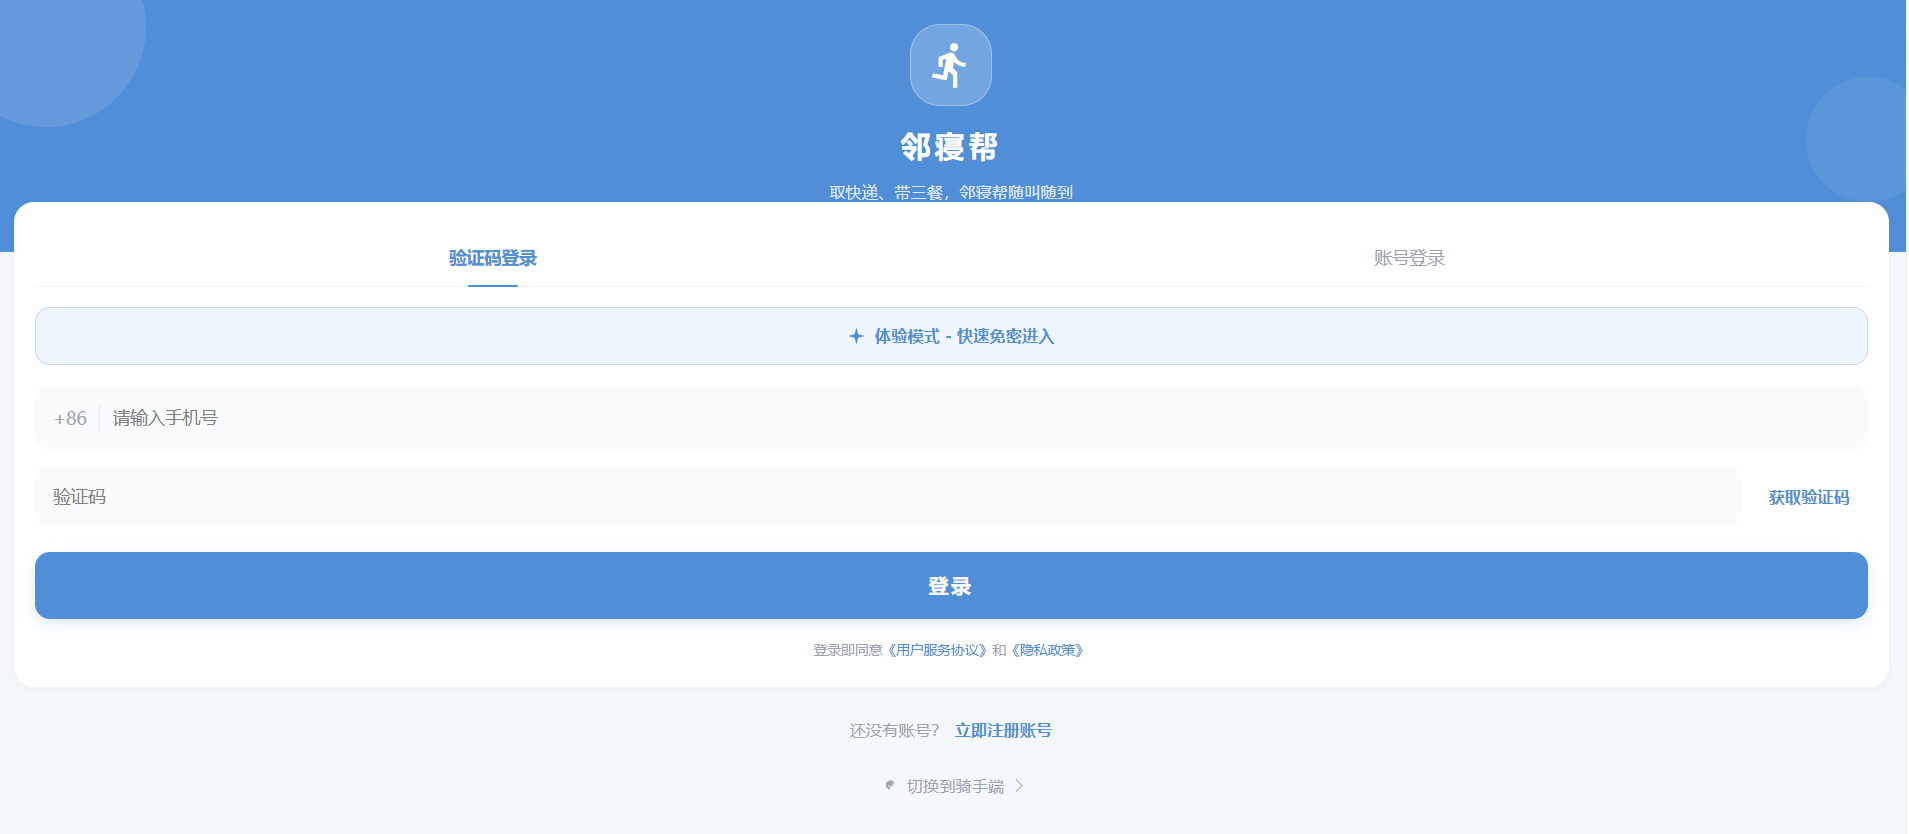 邻寝帮
取快递、带三餐，邻寝帮随叫随到
验证码登录
账号登录
体验模式 - 快速免密进入
+86 请输入手机号
验证码
获取验证码
登录
登录即同意《用户服务协议》和《隐私政策》
还没有账号？ 立即注册账号
切换到骑手端